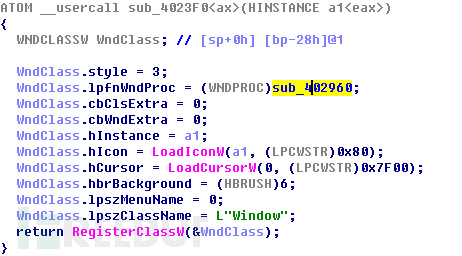 ATOM __usercall sub_4023F0<ax>(HINSTANCE a1<eax>)
{
WNDCLASSW WndClass; // [sp+0h] [bp-28h]@1
WndClass.style = 3;
WndClass.lpfnWndProc = (WNDPROC)sub_402960;
WndClass.cbClsExtra = 0;
WndClass.cbWndExtra = 0;
WndClass.hInstance = a1;
WndClass.hIcon = LoadIconW(a1, (LPCWSTR)0x80);
WndClass.hCursor = LoadCursorW(0, (LPCWSTR)0x7F00);
WndClass.hbrBackground = (HBRUSH)6;
WndClass.lpszMenuName = 0;
WndClass.lpszClassName = L"Window";
return RegisterClassW(&WndClass);
}